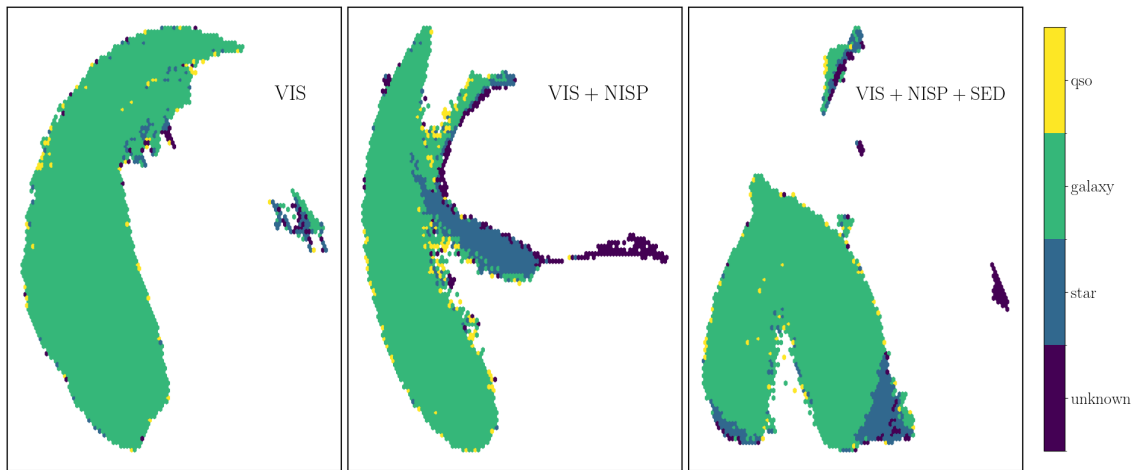 VIS
VIS + NISP
VIS + NISP + SED
qso
galaxy
star
unknown